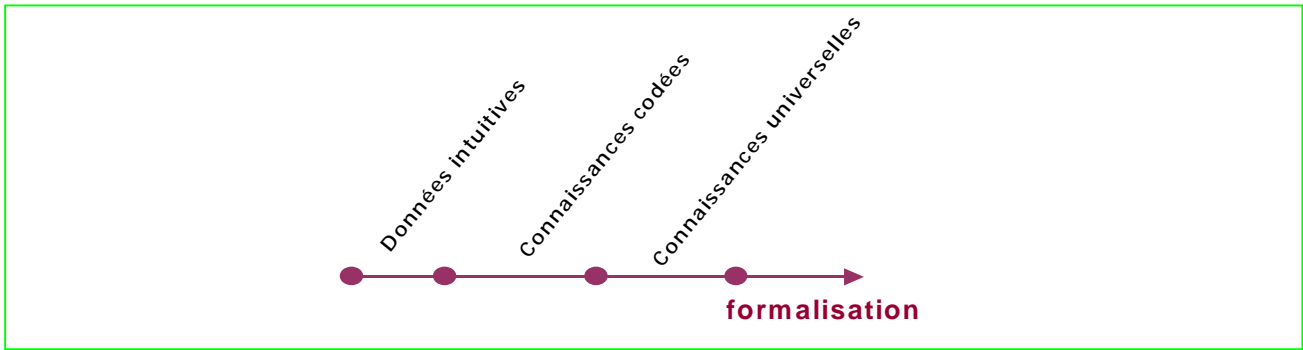 Données intuitives
Connaissances codées
Connaissances universelles
formalisation